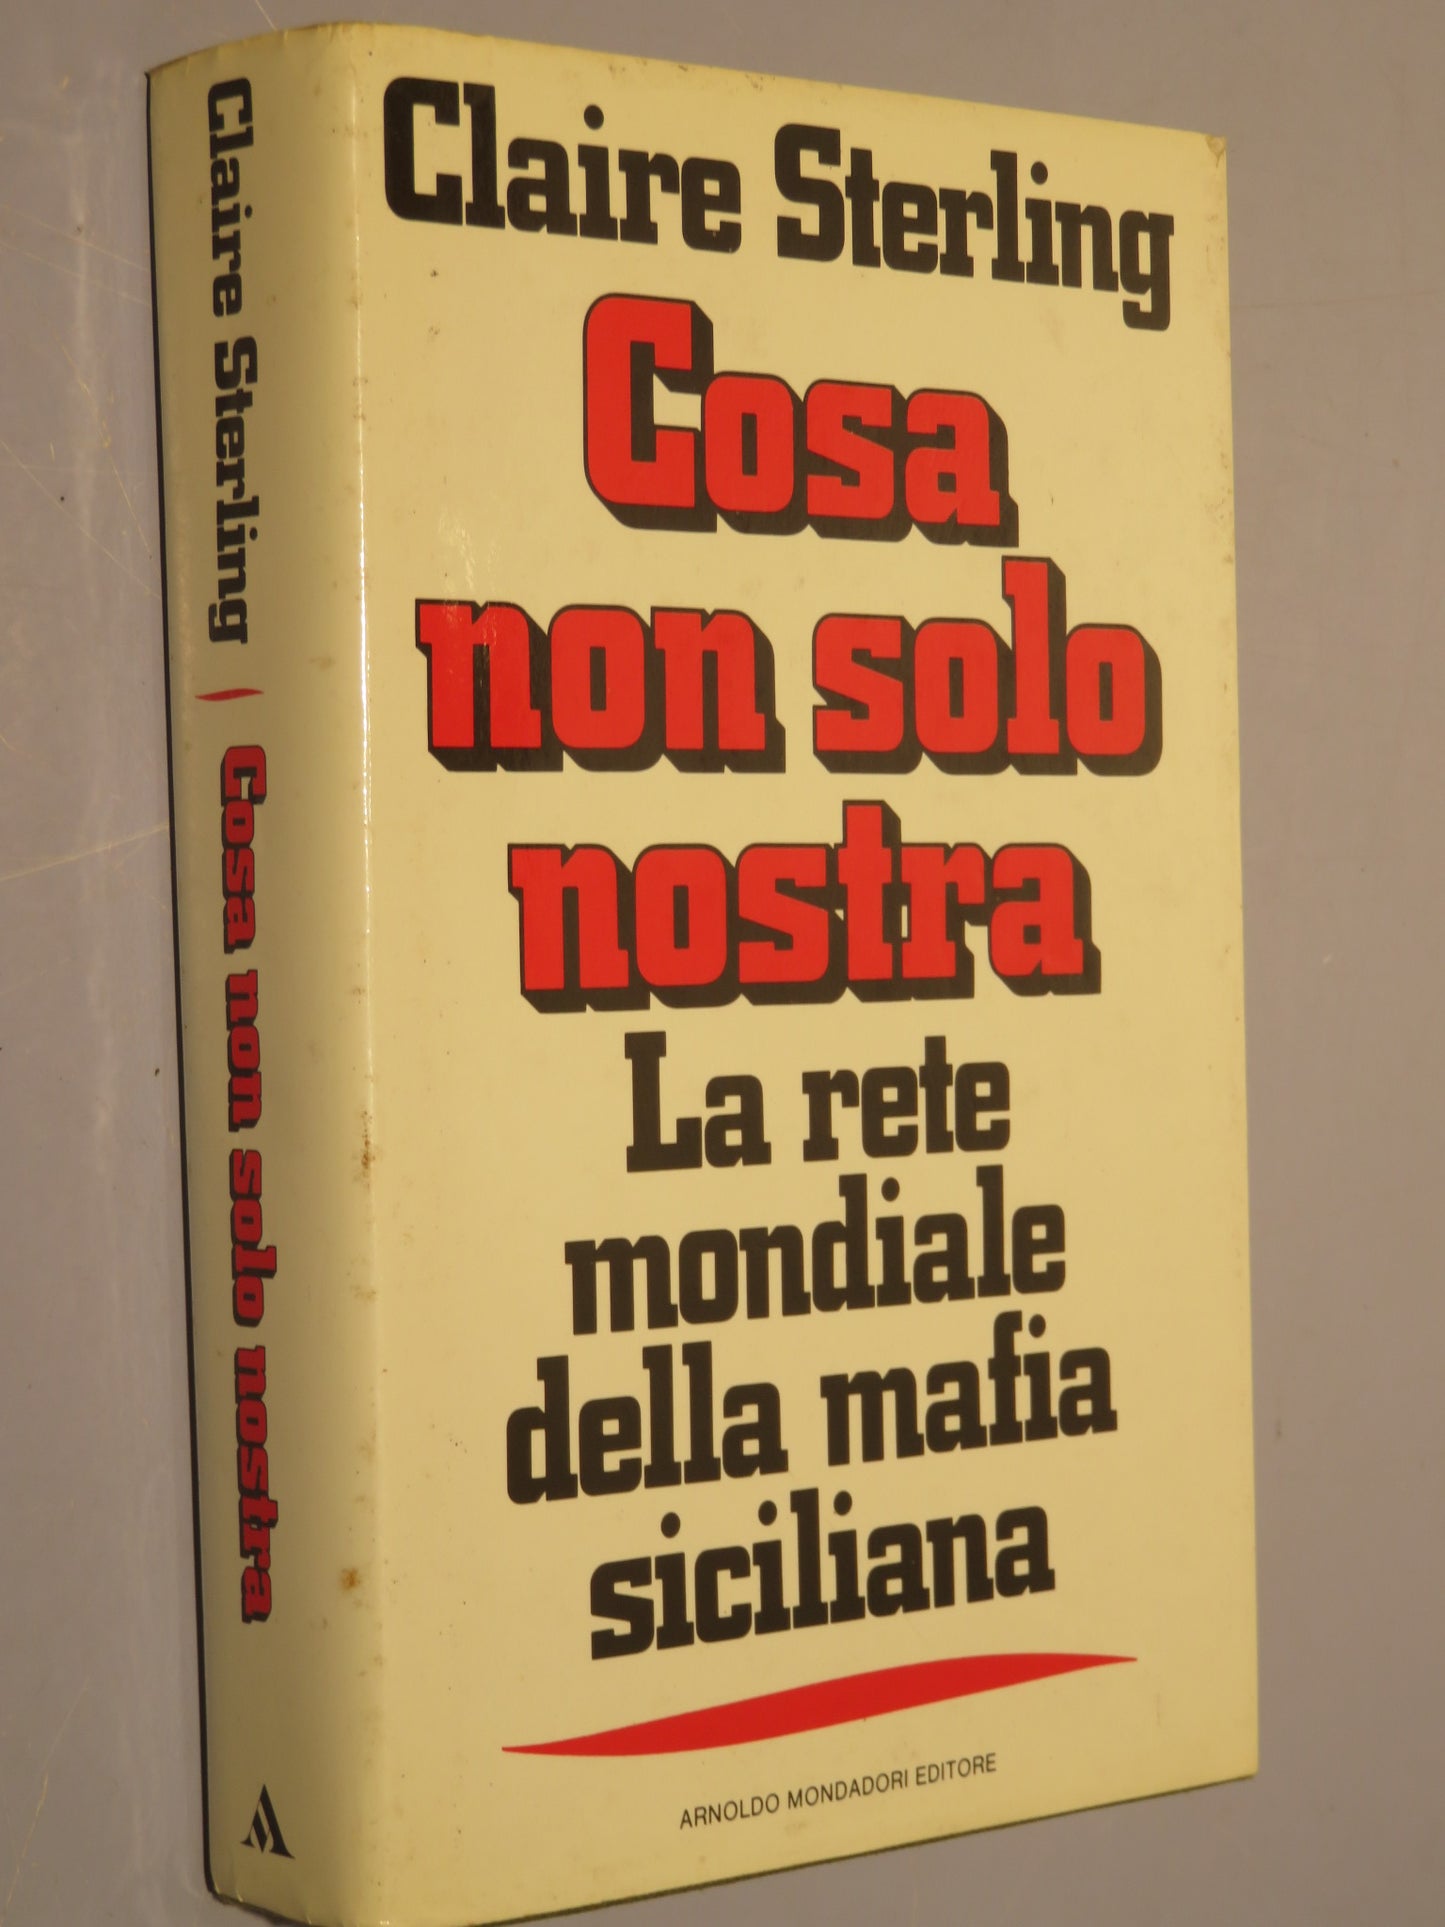 Claire Sterling | Cosa non solo nostra
Claire Sterling
Cosa
non solo
nostra
La rete
mondiale
della mafia
siciliana
ARNOLDO MONDADORI EDITORE